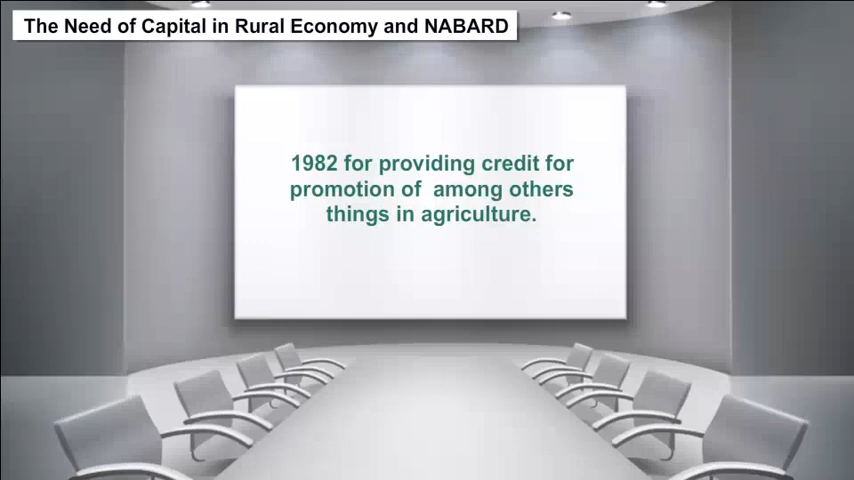 The Need of Capital in Rural Economy and NABARD
1982 for providing credit for
promotion of  among others
things in agriculture.